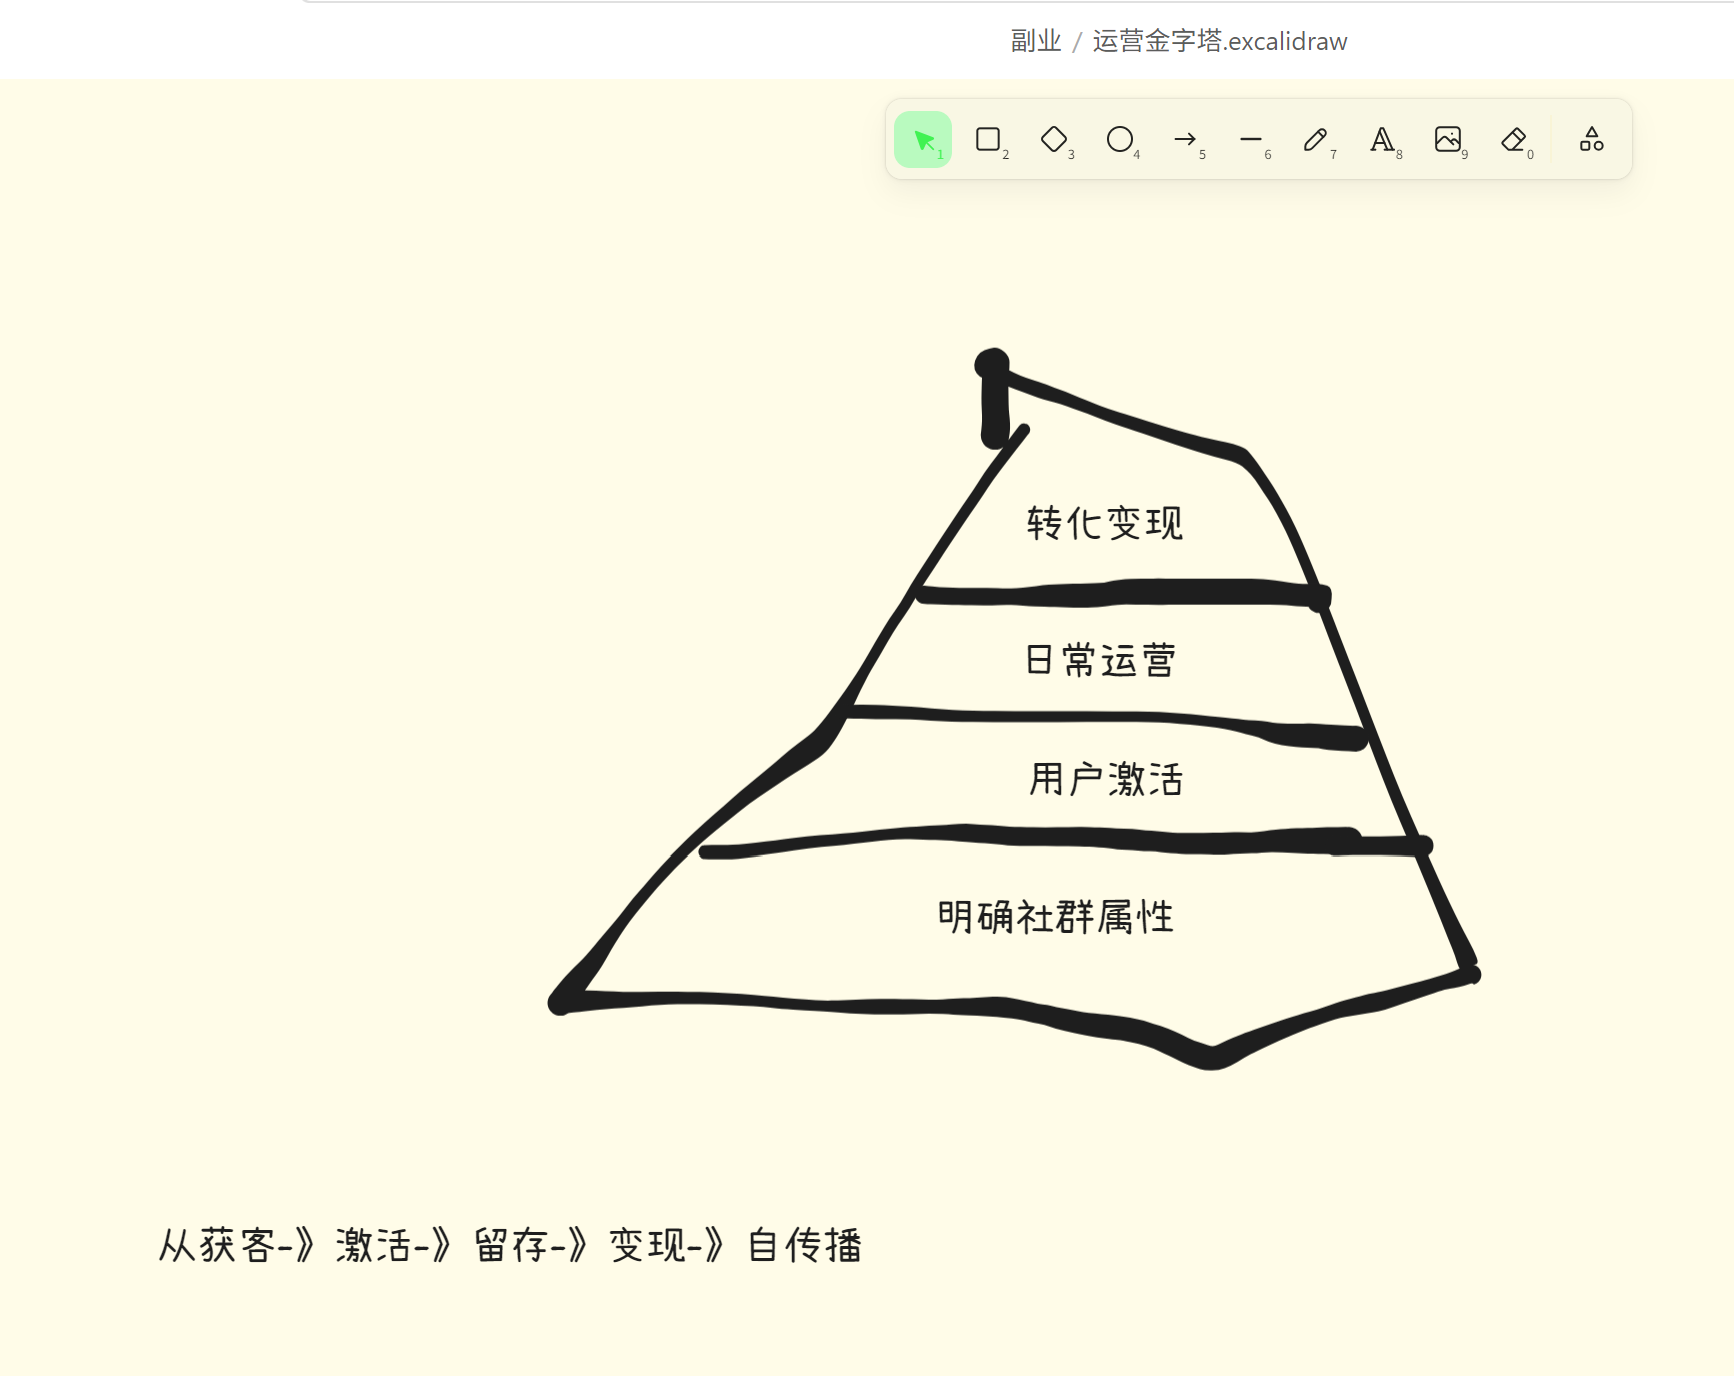 副业 / 运营金字塔.excalidraw
1 2 3 4 5 6 7 A 8 9 0
转化变现
日常运营
用户激活
明确社群属性
从获客-》激活-》留存-》变现-》自传播